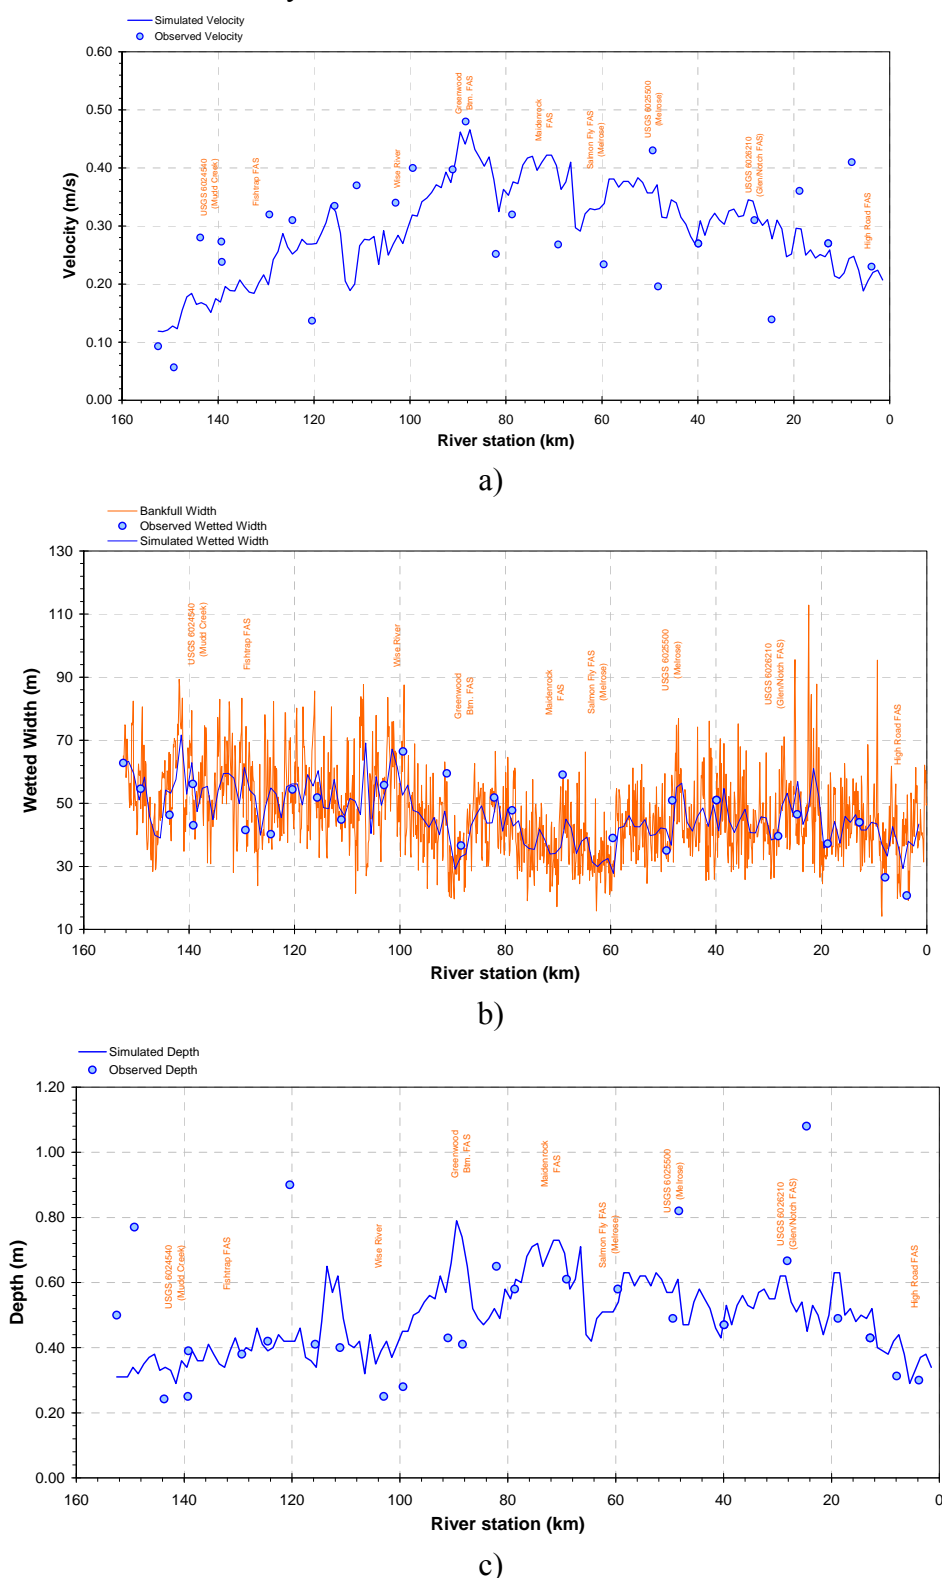 Simulated Velocity
Observed Velocity
0.60
0.50
0.40
0.30
0.20
0.10
0.00
Velocity (m/s)
USGS 6024540
(Mudd Creek)
Fishtrap FAS
Wise River
Greenwood
Btm. FAS
Maidenrock
FAS
Salmon Fly FAS
(Melrose)
USGS 6025500
(Melrose)
USGS 6026210
(Glen/Notch FAS)
High Road FAS
160 140 120 100 80 60 40 20 0
River station (km)
a)
Bankfull Width
Observed Wetted Width
Simulated Wetted Width
130
110
90
70
50
30
10
Wetted Width (m)
USGS 6024540
(Mudd Creek)
Fishtrap FAS
Wise River
Greenwood
Btm. FAS
Maidenrock
FAS
Salmon Fly FAS
(Melrose)
USGS 6025500
(Melrose)
USGS 6026210
(Glen/Notch FAS)
High Road FAS
160 140 120 100 80 60 40 20 0
River station (km)
b)
Simulated Depth
Observed Depth
1.20
1.00
0.80
0.60
0.40
0.20
0.00
Depth (m)
USGS 6024540
(Mudd Creek)
Fishtrap FAS
Wise River
Greenwood
Btm. FAS
Maidenrock
FAS
Salmon Fly FAS
(Melrose)
USGS 6025500
(Melrose)
USGS 6026210
(Glen/Notch FAS)
High Road FAS
160 140 120 100 80 60 40 20 0
River station (km)
c)